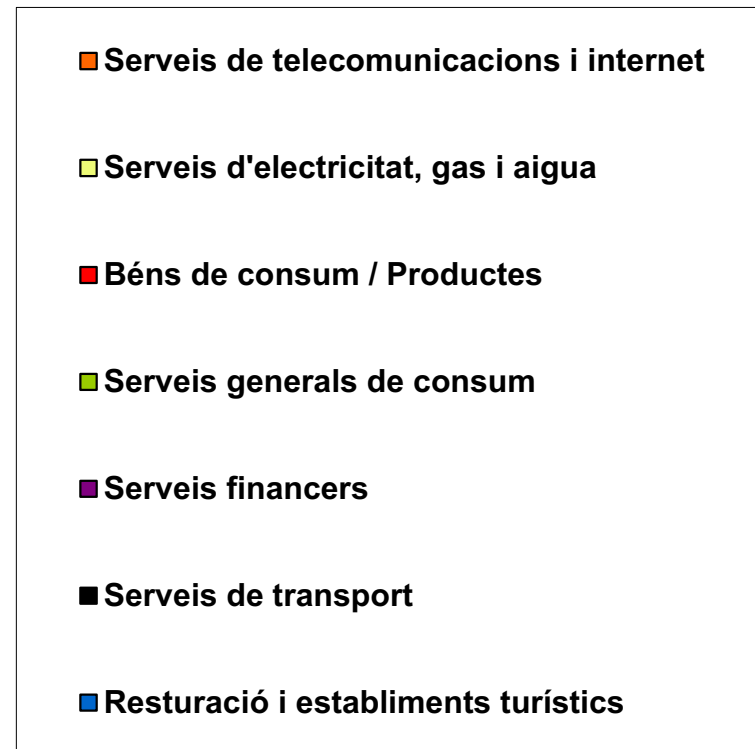 Serveis de telecomunicacions i internet
Serveis d'electricitat, gas i aigua
Béns de consum / Productes
Serveis generals de consum
Serveis financers
Serveis de transport
Resturació i establiments turístics